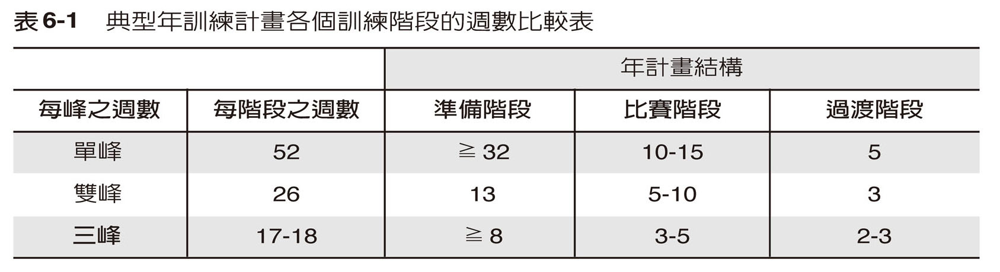 表6-1 典型年訓練計畫各個訓練階段的週數比較表
年計畫結構
每峰之週數 每階段之週數 準備階段 比賽階段 過渡階段
單峰 52 ≧ 32 10-15 5
雙峰 26 13 5-10 3
三峰 17-18 ≧ 8 3-5 2-3